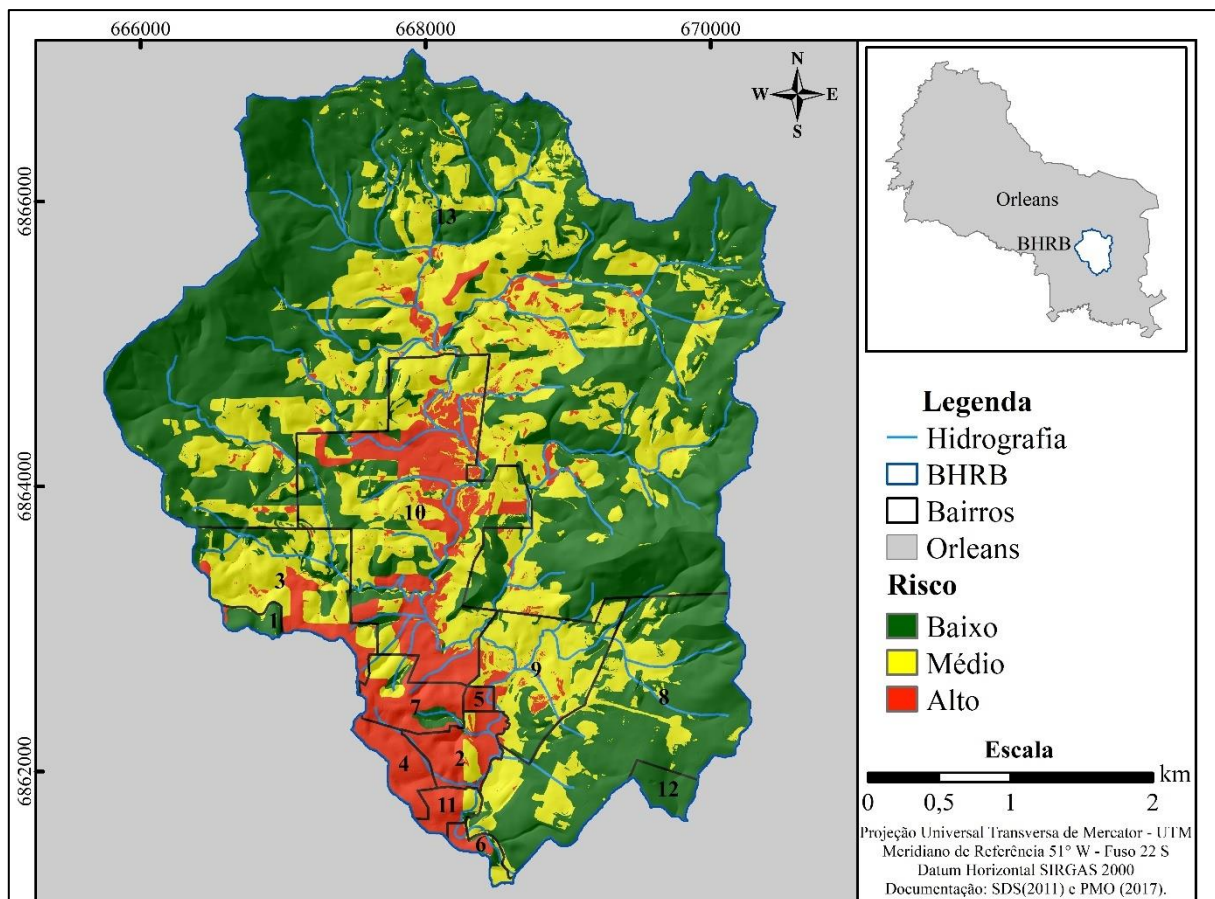 666000
668000
670000
6866000
6864000
6862000
N
W
E
S
13
10
3
1
9
8
5
7
2
4
12
11
6
Orleans
BHRB
Legenda
Hidrografia
BHRB
Bairros
Orleans
Risco
Baixo
Médio
Alto
Escala
km
0 0,5 1 2
Projeção Universal Transversa de Mercator - UTM
Meridiano de Referência 51° W - Fuso 22 S
Datum Horizontal SIRGAS 2000
Documentação: SDS(2011) e PMO (2017).